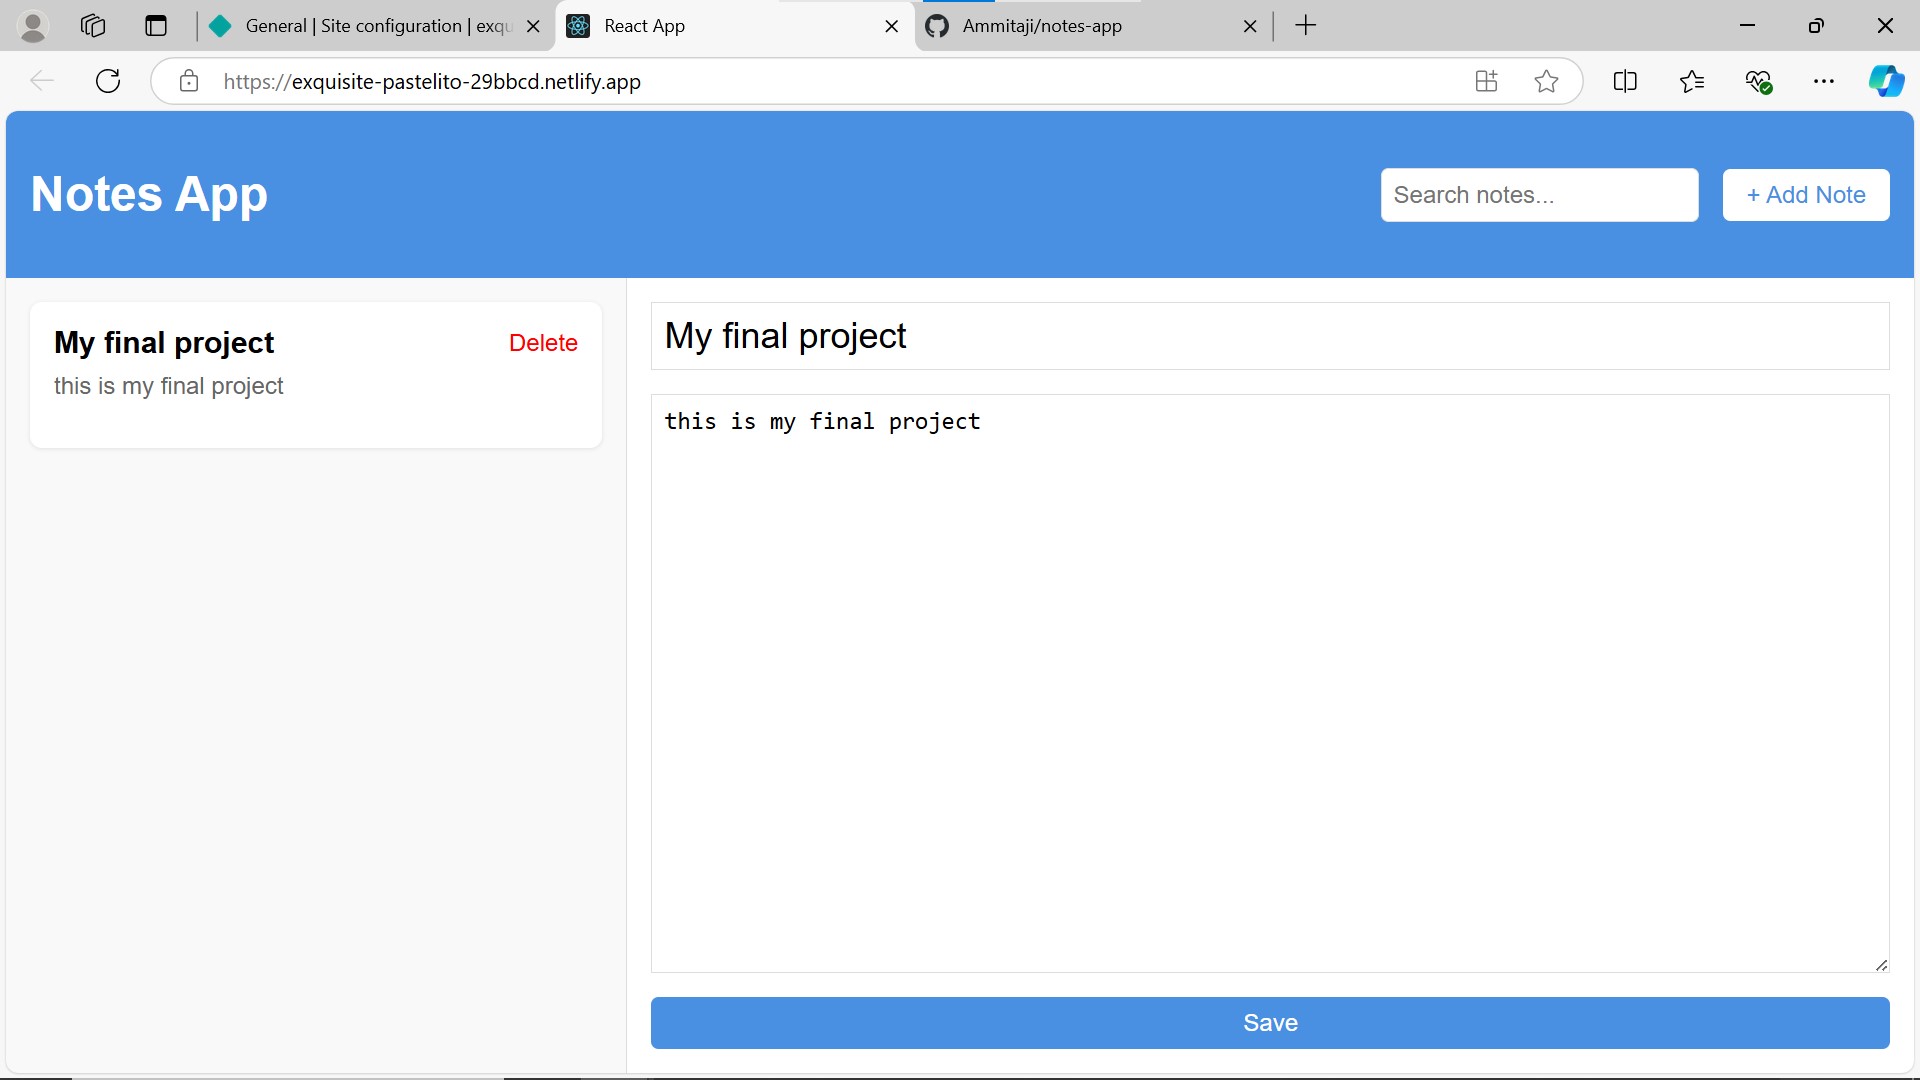 General | Site configuration | exqu
React App
Ammitaji/notes-app
https://exquisite-pastelito-29bbcd.netlify.app
Notes App
Search notes...
+ Add Note
My final project
Delete
this is my final project
My final project
this is my final project
Save